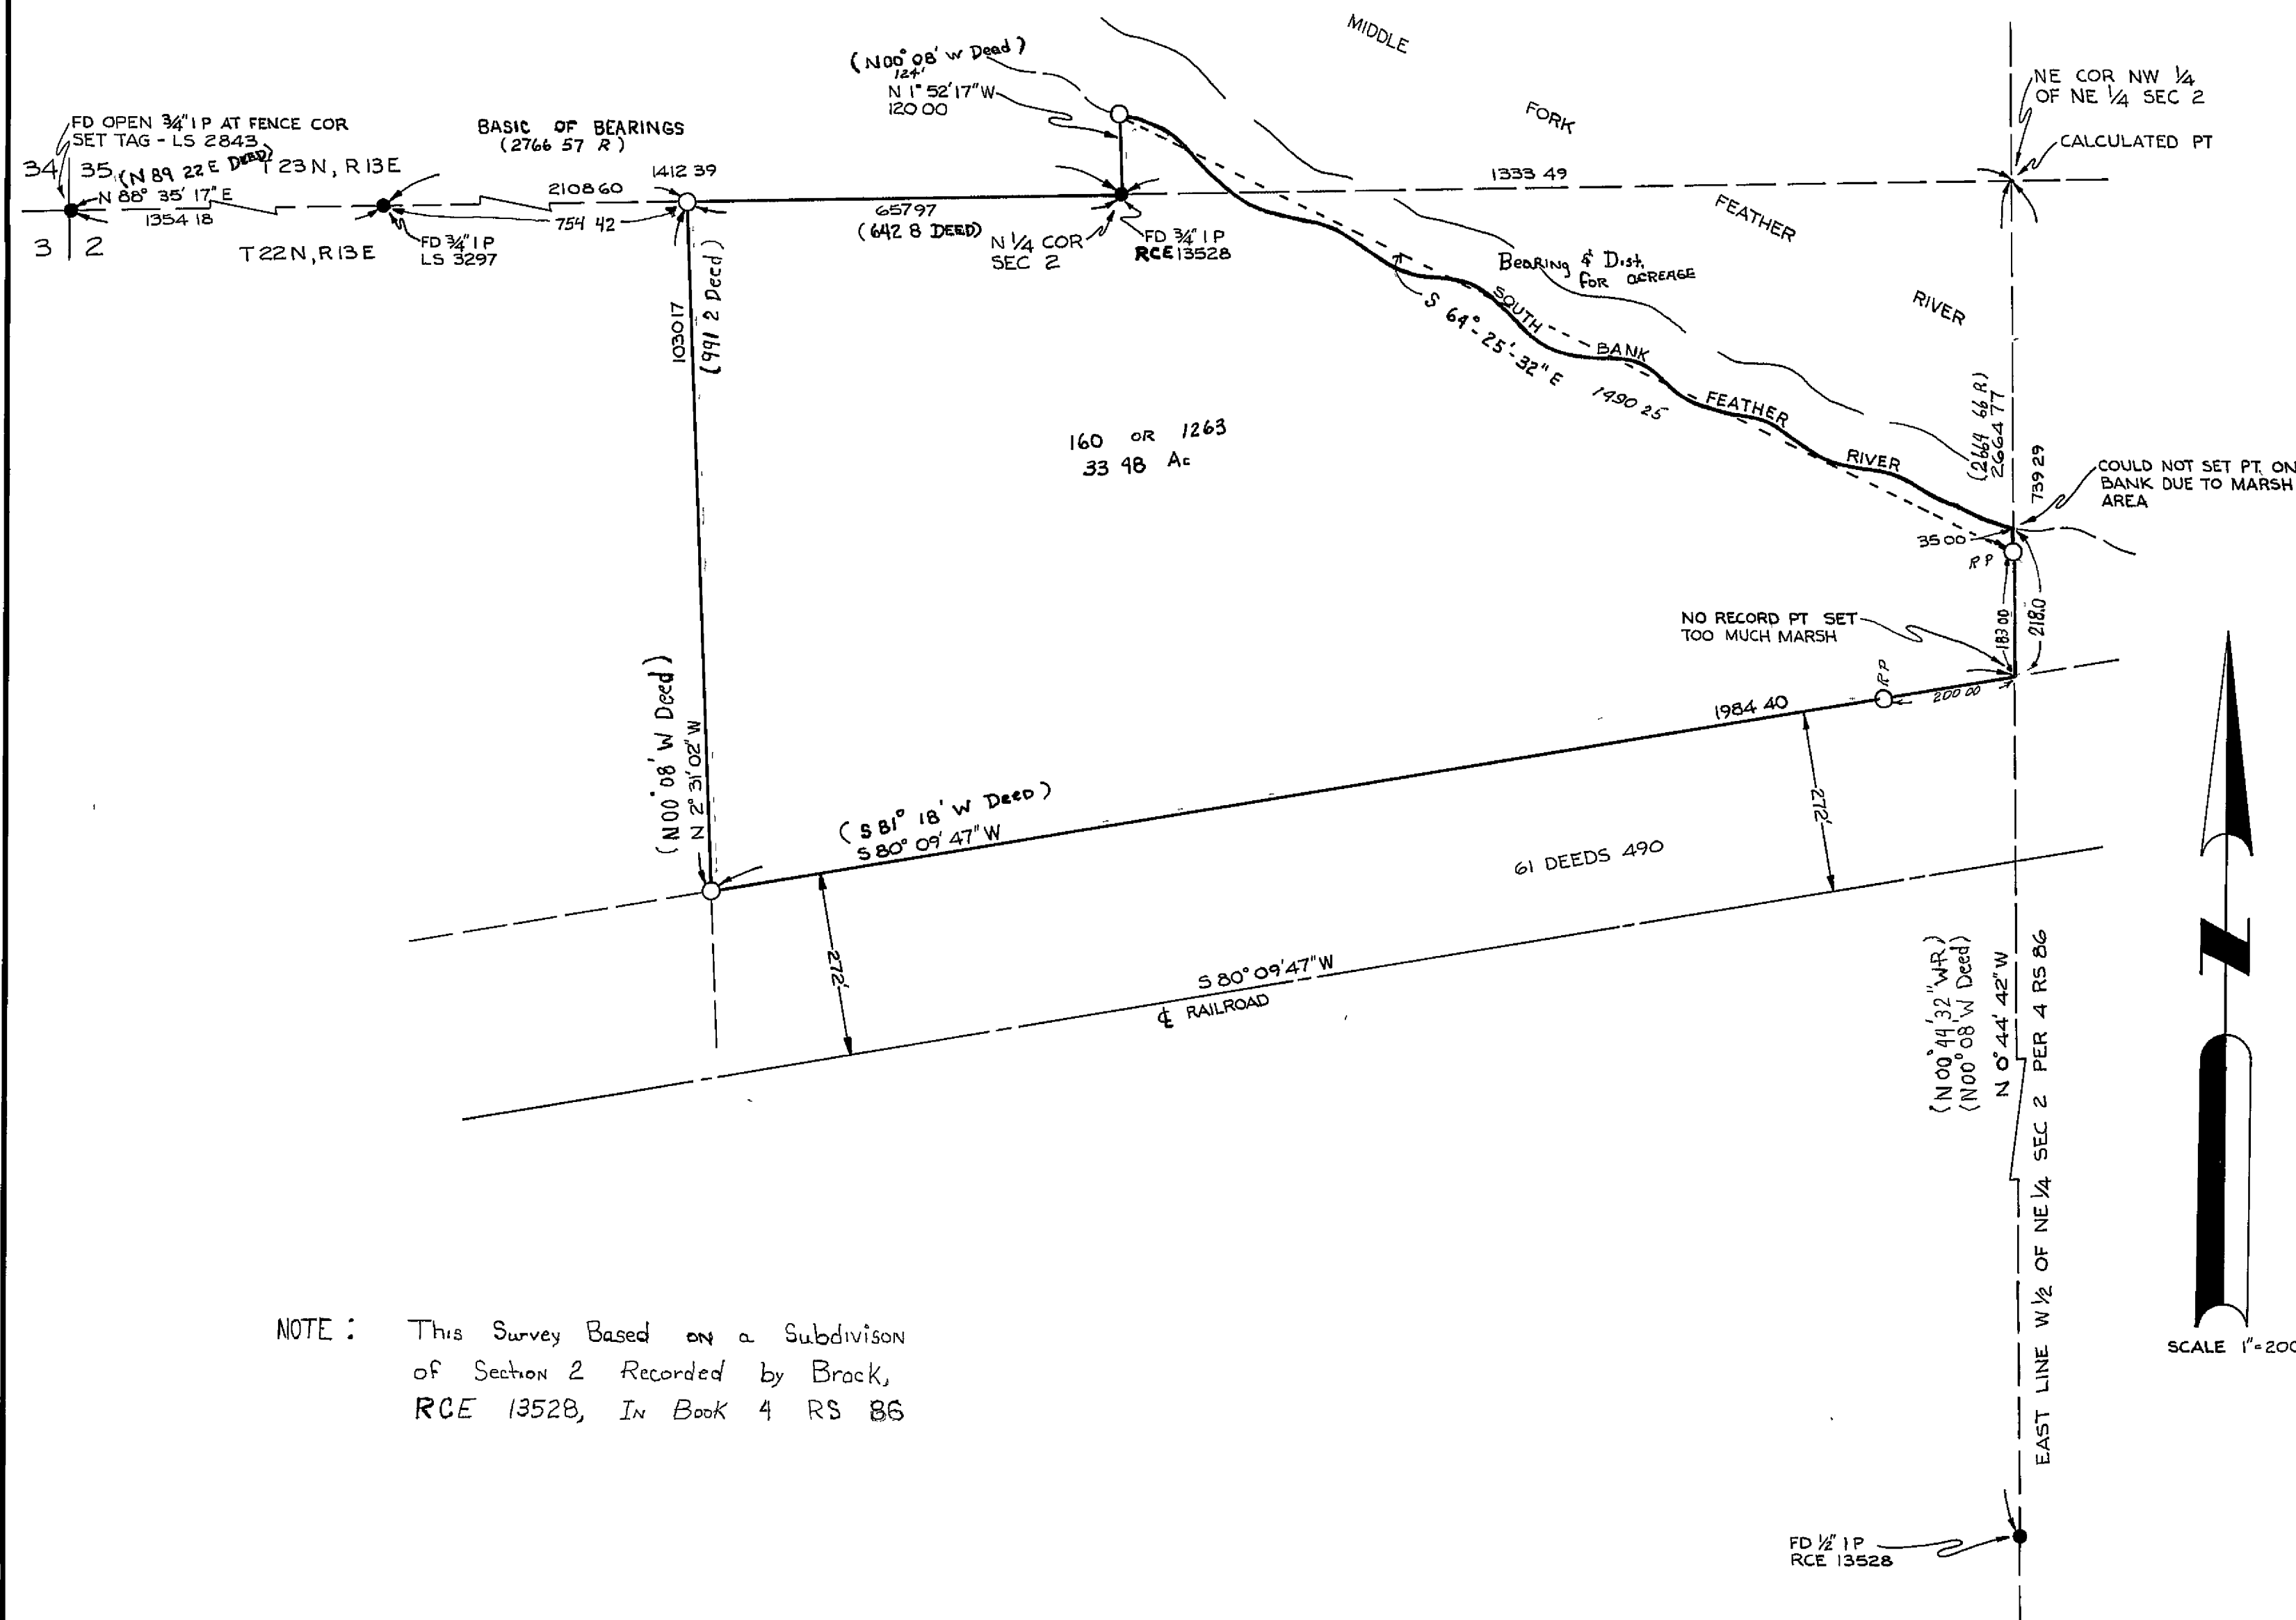 MIDDLE
FORK
FEATHER
RIVER
(N00°08' W Deed)
124'
N 1°52'17"W
120 00
NE COR NW 1/4
OF NE 1/4 SEC 2
CALCULATED PT
FD OPEN 3/4" I P AT FENCE COR
SET TAG - LS 2843
34 35
(N 89 22 E DEED)
T 23 N, R 13 E
N 88° 35' 17" E
1354 18
3 2
T 22 N, R 13 E
BASIC OF BEARINGS
(2766 57 R)
2108 60
1412 39
754 42
FD 3/4" I P
LS 3297
657 97
(642 8 DEED)
N 1/4 COR
SEC 2
FD 3/4" I P
RCE 13528
1333 49
Bearing & Dist.
For acreage
S 64°-25'-32" E 1490 25
SOUTH BANK FEATHER RIVER
1030 17
(991 2 Deed)
160 OR 1263
33 48 Ac
(2664 66 R)
2664 77
739 29
COULD NOT SET PT. ON
BANK DUE TO MARSH
AREA
35 00
R P
183 00
218.0
NO RECORD PT SET
TOO MUCH MARSH
R P
200 00
1984 40
(N00°08' W Deed)
N 2°31'02" W
(S 81° 18' W Deed)
S 80° 09' 47" W
272'
272'
61 DEEDS 490
S 80° 09' 47" W
℄ RAILROAD
(N00°44'32" W R)
(N00°08' W Deed)
N 0°44'42" W
EAST LINE W 1/2 OF NE 1/4 SEC 2 PER 4 RS 86
N
SCALE 1"=200
NOTE : This Survey Based on a Subdivison
of Section 2 Recorded by Brock,
RCE 13528, In Book 4 RS 86
FD 1/2" I P
RCE 13528